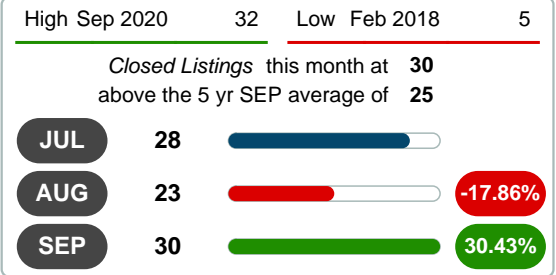 High Sep 2020 32 Low Feb 2018 5
Closed Listings this month at 30
above the 5 yr SEP average of 25
JUL 28
AUG 23 -17.86%
SEP 30 30.43%